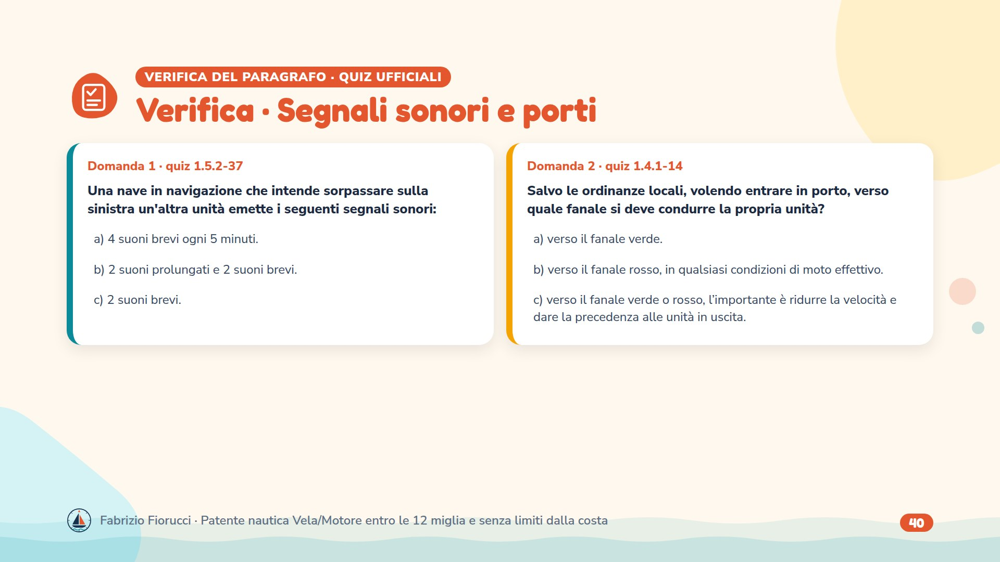 VERIFICA DEL PARAGRAFO · QUIZ UFFICIALI
Verifica · Segnali sonori e porti
Domanda 1 · quiz 1.5.2-37
Una nave in navigazione che intende sorpassare sulla
sinistra un'altra unità emette i seguenti segnali sonori:
a) 4 suoni brevi ogni 5 minuti.
b) 2 suoni prolungati e 2 suoni brevi.
c) 2 suoni brevi.
Domanda 2 · quiz 1.4.1-14
Salvo le ordinanze locali, volendo entrare in porto, verso
quale fanale si deve condurre la propria unità?
a) verso il fanale verde.
b) verso il fanale rosso, in qualsiasi condizioni di moto effettivo.
c) verso il fanale verde o rosso, l’importante è ridurre la velocità e
dare la precedenza alle unità in uscita.
Fabrizio Fiorucci · Patente nautica Vela/Motore entro le 12 miglia e senza limiti dalla costa
40